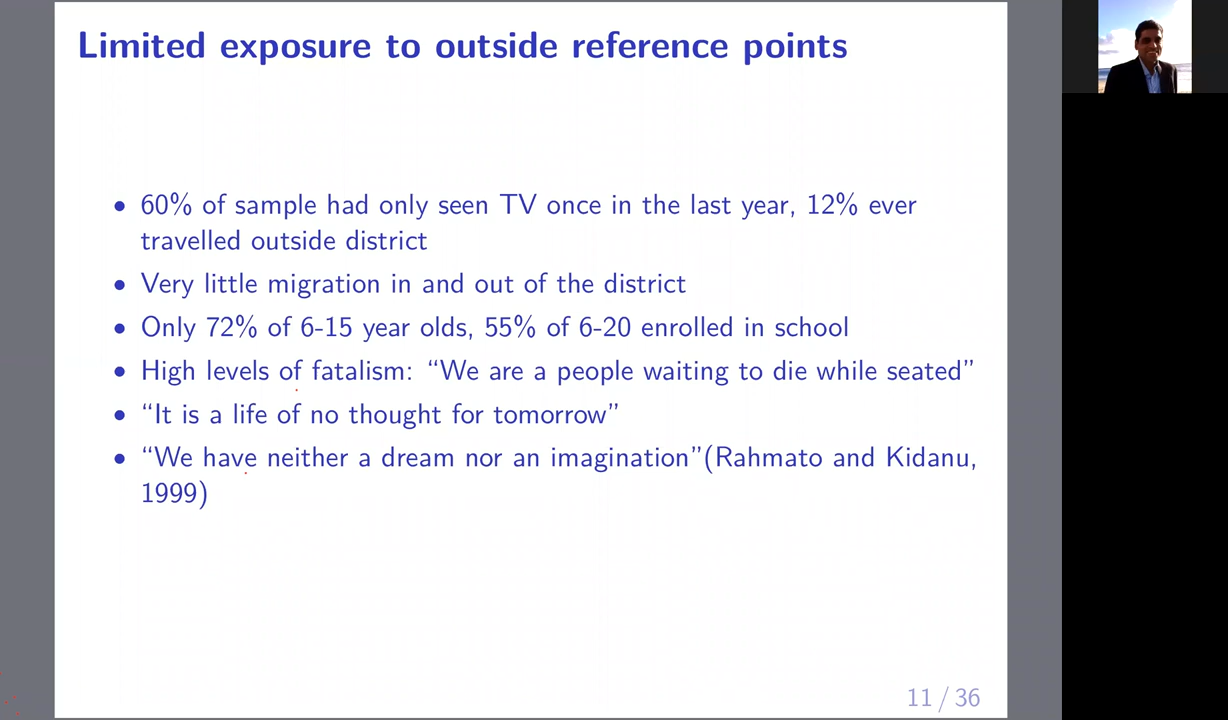 Limited exposure to outside reference points
• 60% of sample had only seen TV once in the last year, 12% ever
travelled outside district
• Very little migration in and out of the district
• Only 72% of 6-15 year olds, 55% of 6-20 enrolled in school
• High levels of fatalism: “We are a people waiting to die while seated”
• “It is a life of no thought for tomorrow”
• “We have neither a dream nor an imagination”(Rahmato and Kidanu,
1999)
11 / 36